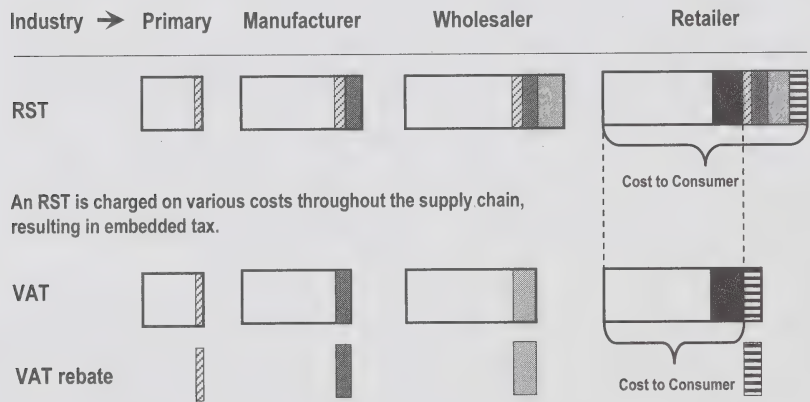 Industry → Primary Manufacturer Wholesaler Retailer
RST
Cost to Consumer
An RST is charged on various costs throughout the supply chain,
resulting in embedded tax.
VAT
VAT rebate
Cost to Consumer